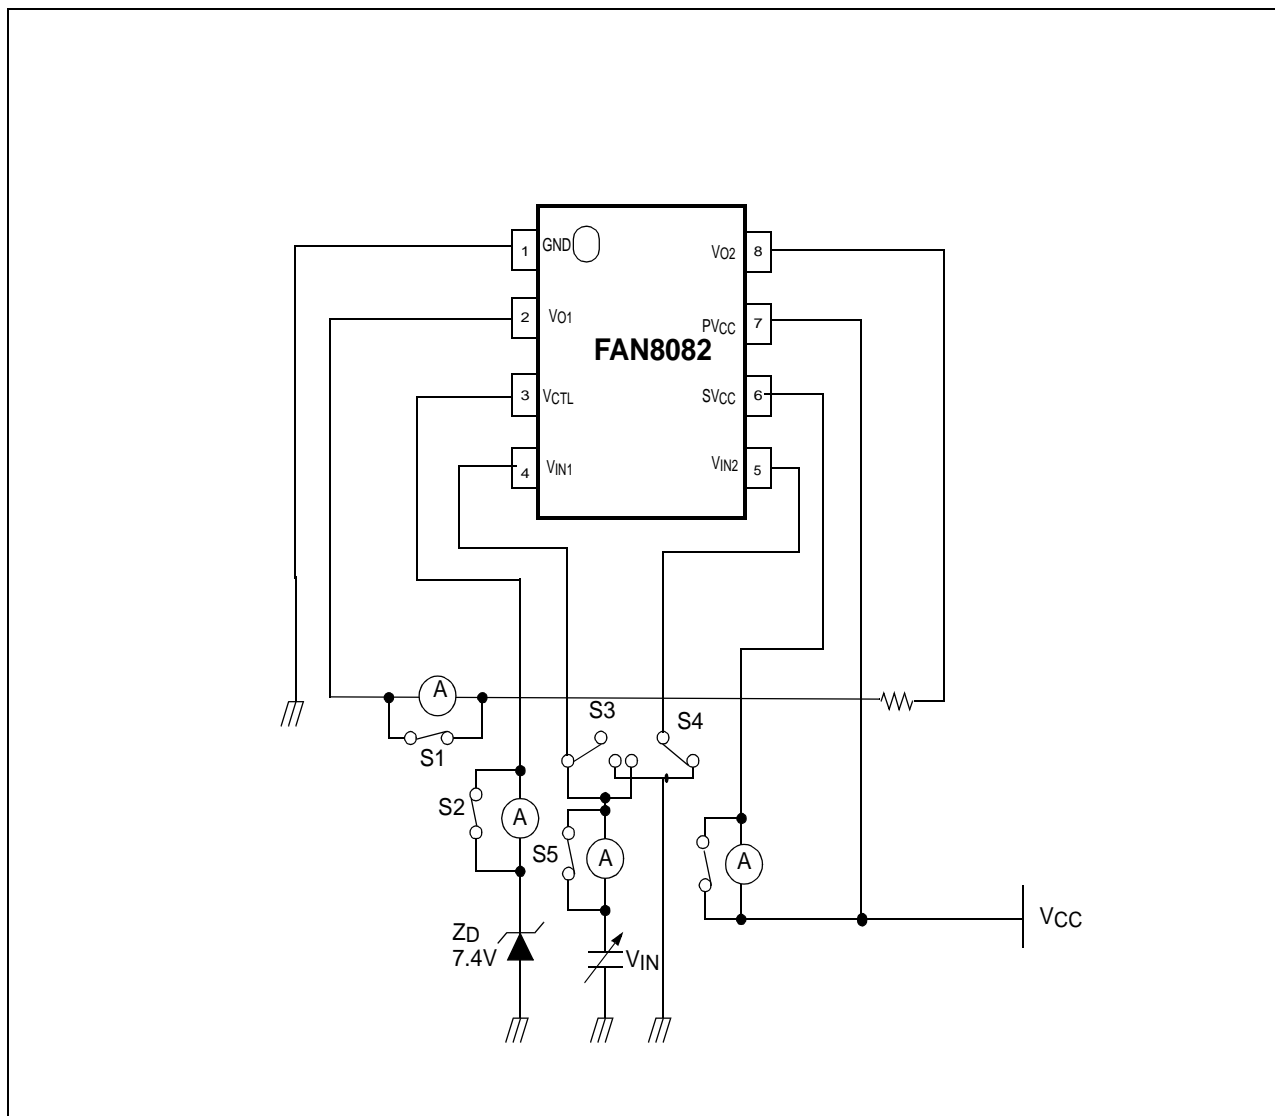 1 GND
VO2 8
2 VO1
PVCC 7
FAN8082
3 VCTL
SVCC 6
4 VIN1
VIN2 5
A
S1
S3
S4
S2
A
S5
A
A
VCC
ZD
7.4V
VIN